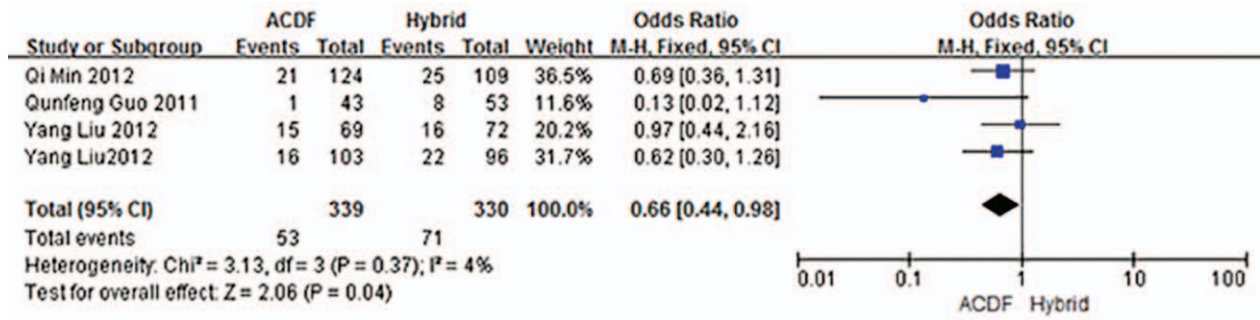 ACDF Hybrid Odds Ratio Odds Ratio
Study or Subgroup Events Total Events Total Weight M-H, Fixed, 95% CI M-H, Fixed, 95% CI
Qi Min 2012 21 124 25 109 36.5% 0.69 [0.36, 1.31]
Qunfeng Guo 2011 1 43 8 53 11.6% 0.13 [0.02, 1.12]
Yang Liu 2012 15 69 16 72 20.2% 0.97 [0.44, 2.16]
Yang Liu2012 16 103 22 96 31.7% 0.62 [0.30, 1.26]
Total (95% CI) 339 330 100.0% 0.66 [0.44, 0.98]
Total events 53 71
Heterogeneity: Chi² = 3.13, df = 3 (P = 0.37); I² = 4%
Test for overall effect: Z = 2.06 (P = 0.04)
0.01 0.1 1 10 100
ACDF Hybrid